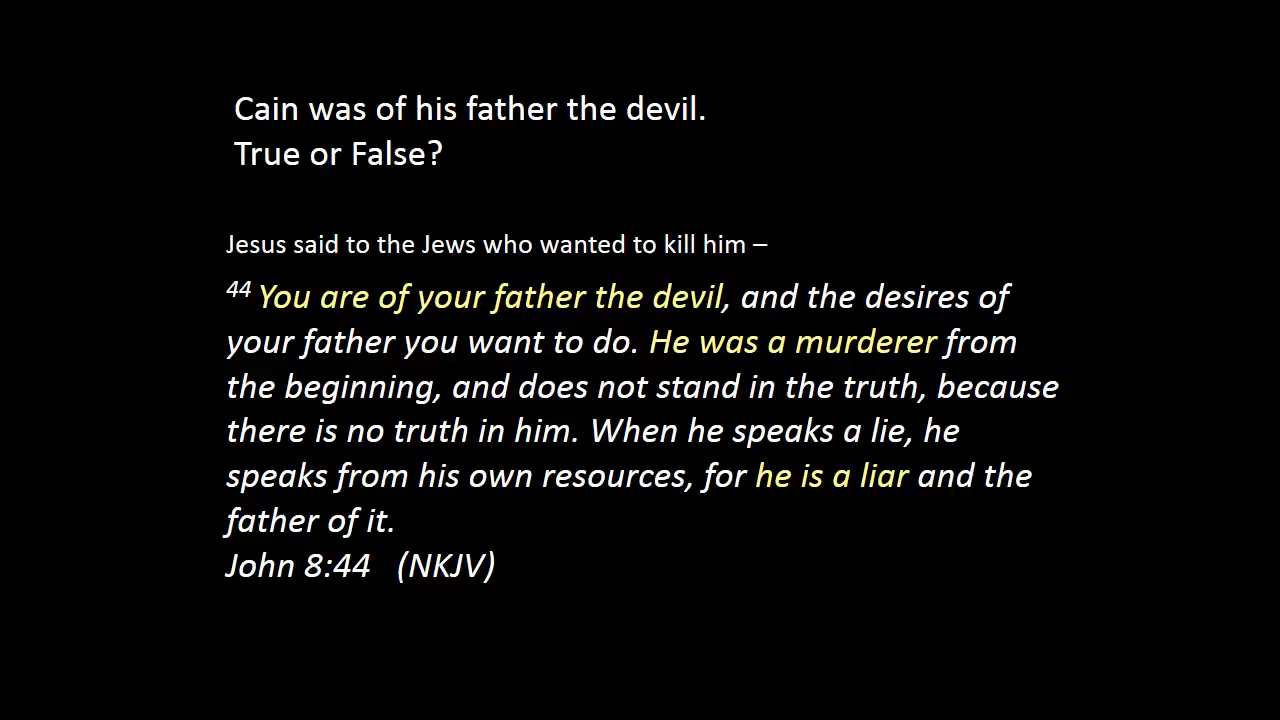 Cain was of his father the devil.
True or False?
Jesus said to the Jews who wanted to kill him –
44 You are of your father the devil, and the desires of
your father you want to do. He was a murderer from
the beginning, and does not stand in the truth, because
there is no truth in him. When he speaks a lie, he
speaks from his own resources, for he is a liar and the
father of it.
John 8:44 (NKJV)